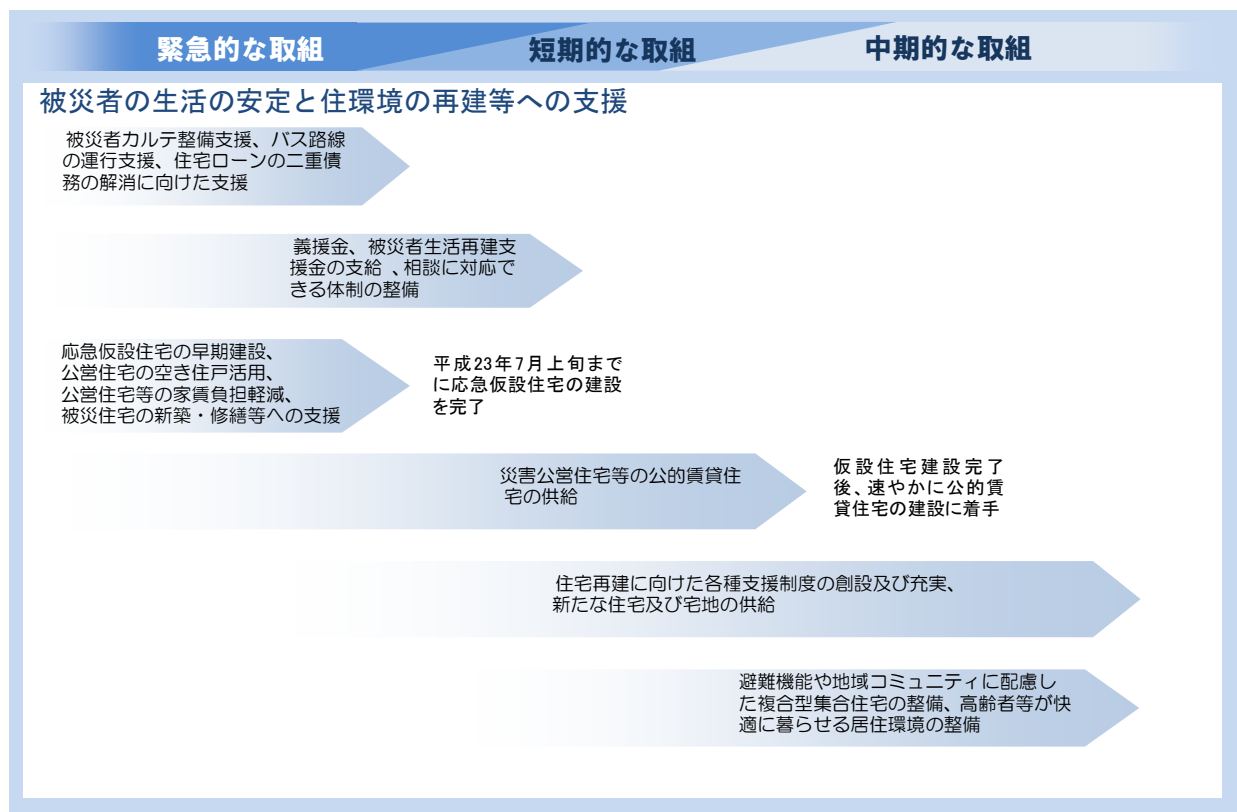 緊急的な取組
短期的な取組
中期的な取組
被災者の生活の安定と住環境の再建等への支援
被災者カルテ整備支援、バス路線
の運行支援、住宅ローンの二重債
務の解消に向けた支援
義援金、被災者生活再建支
援金の支給 、相談に対応で
きる体制の整備
応急仮設住宅の早期建設、
公営住宅の空き住戸活用、
公営住宅等の家賃負担軽減、
被災住宅の新築・修繕等への支援
平成23年7月上旬まで
に応急仮設住宅の建設
を完了
災害公営住宅等の公的賃貸住
宅の供給
仮設住宅建設完了
後、速やかに公的賃
貸住宅の建設に着手
住宅再建に向けた各種支援制度の創設及び充実、
新たな住宅及び宅地の供給
避難機能や地域コミュニティに配慮し
た複合型集合住宅の整備、高齢者等が快
適に暮らせる居住環境の整備